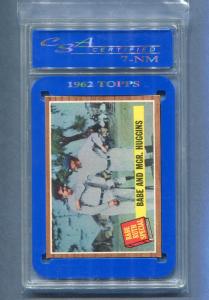 CSA
CERTIFIED
7-NM
1962 TOPPS
BABE AND MGR. HUGGINS
BABE
RUTH
SPECIAL